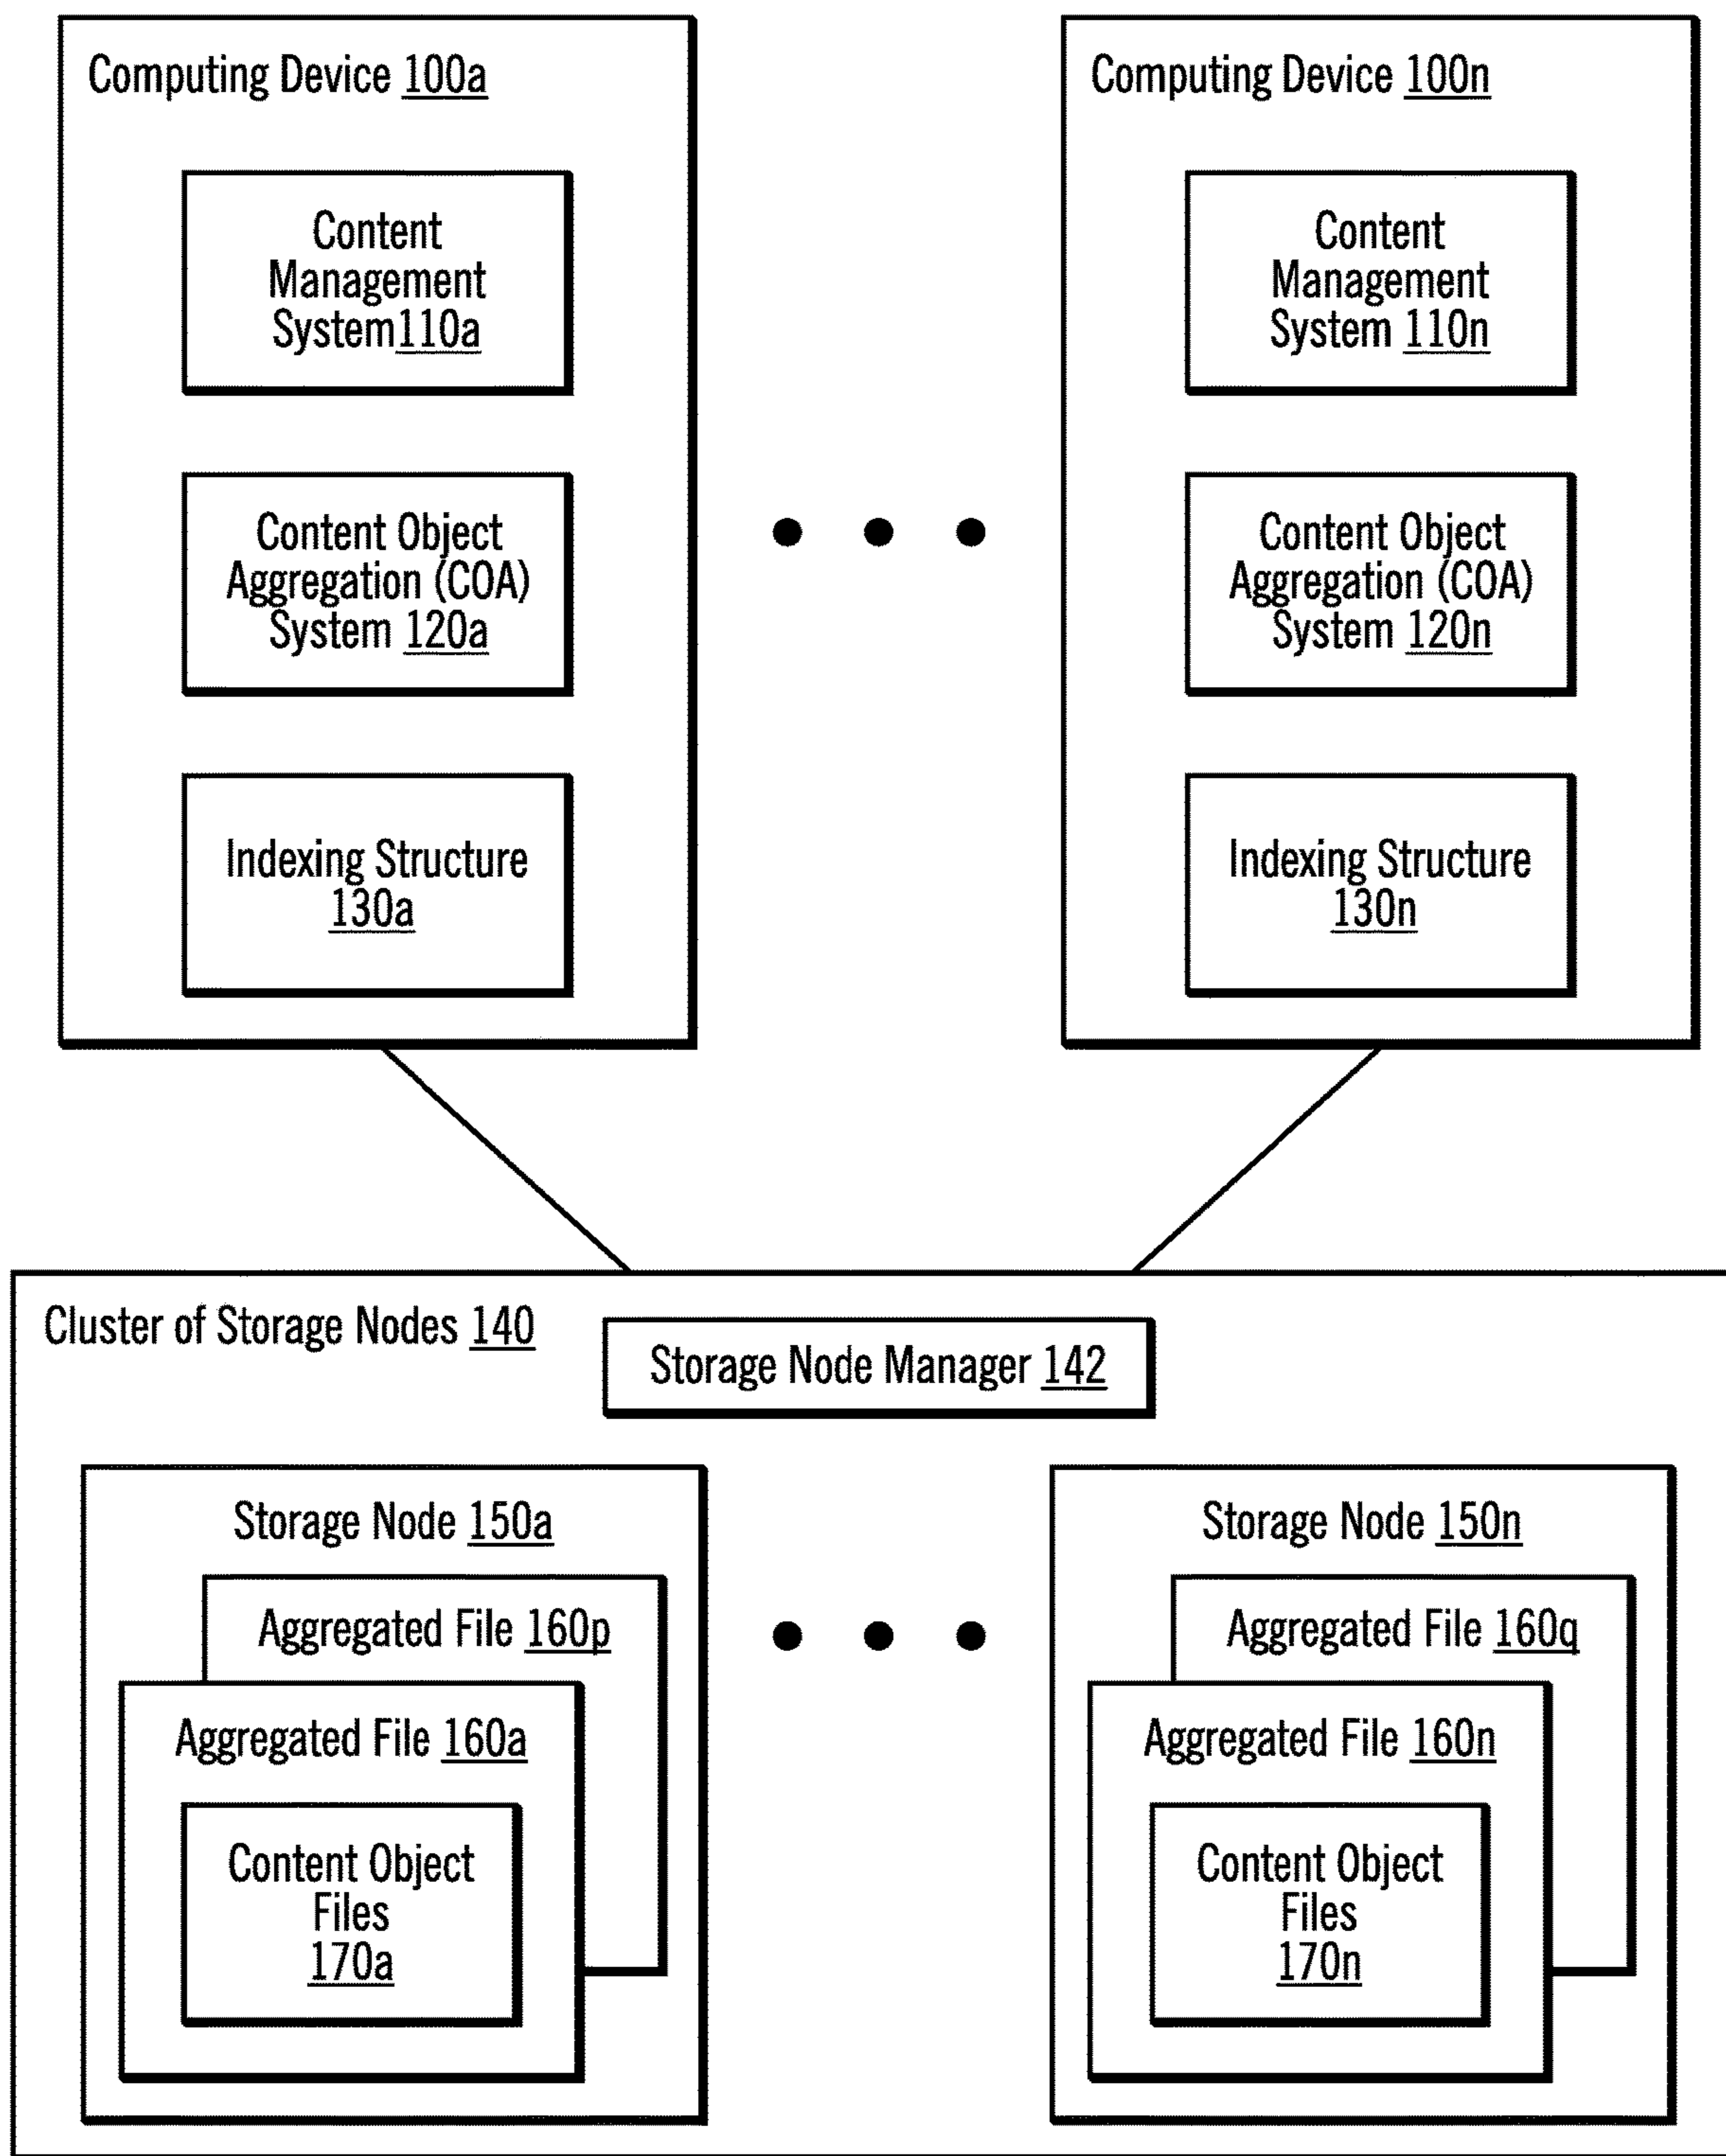 Computing Device 100a
Content
Management
System110a
Content Object
Aggregation (COA)
System 120a
Indexing Structure
130a
Computing Device 100n
Content
Management
System 110n
Content Object
Aggregation (COA)
System 120n
Indexing Structure
130n
Cluster of Storage Nodes 140
Storage Node Manager 142
Storage Node 150a
Aggregated File 160p
Aggregated File 160a
Content Object
Files
170a
Storage Node 150n
Aggregated File 160q
Aggregated File 160n
Content Object
Files
170n